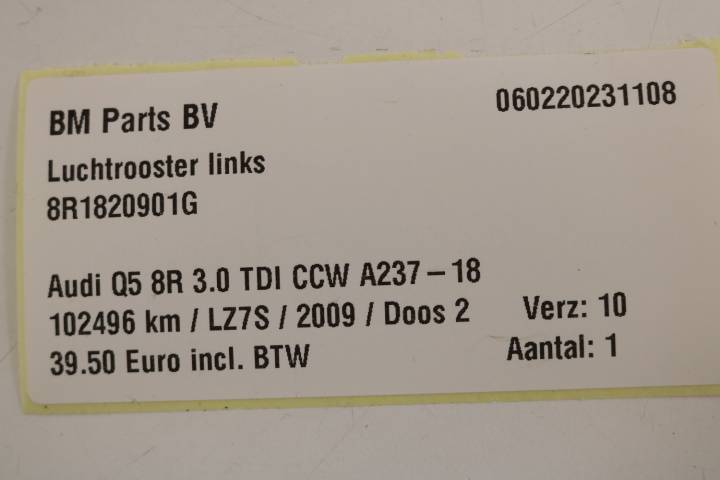 BM Parts BV 060220231108
Luchtrooster links
8R1820901G
Audi Q5 8R 3.0 TDI CCW A237 – 18
102496 km / LZ7S / 2009 / Doos 2 Verz: 10
39.50 Euro incl. BTW Aantal: 1